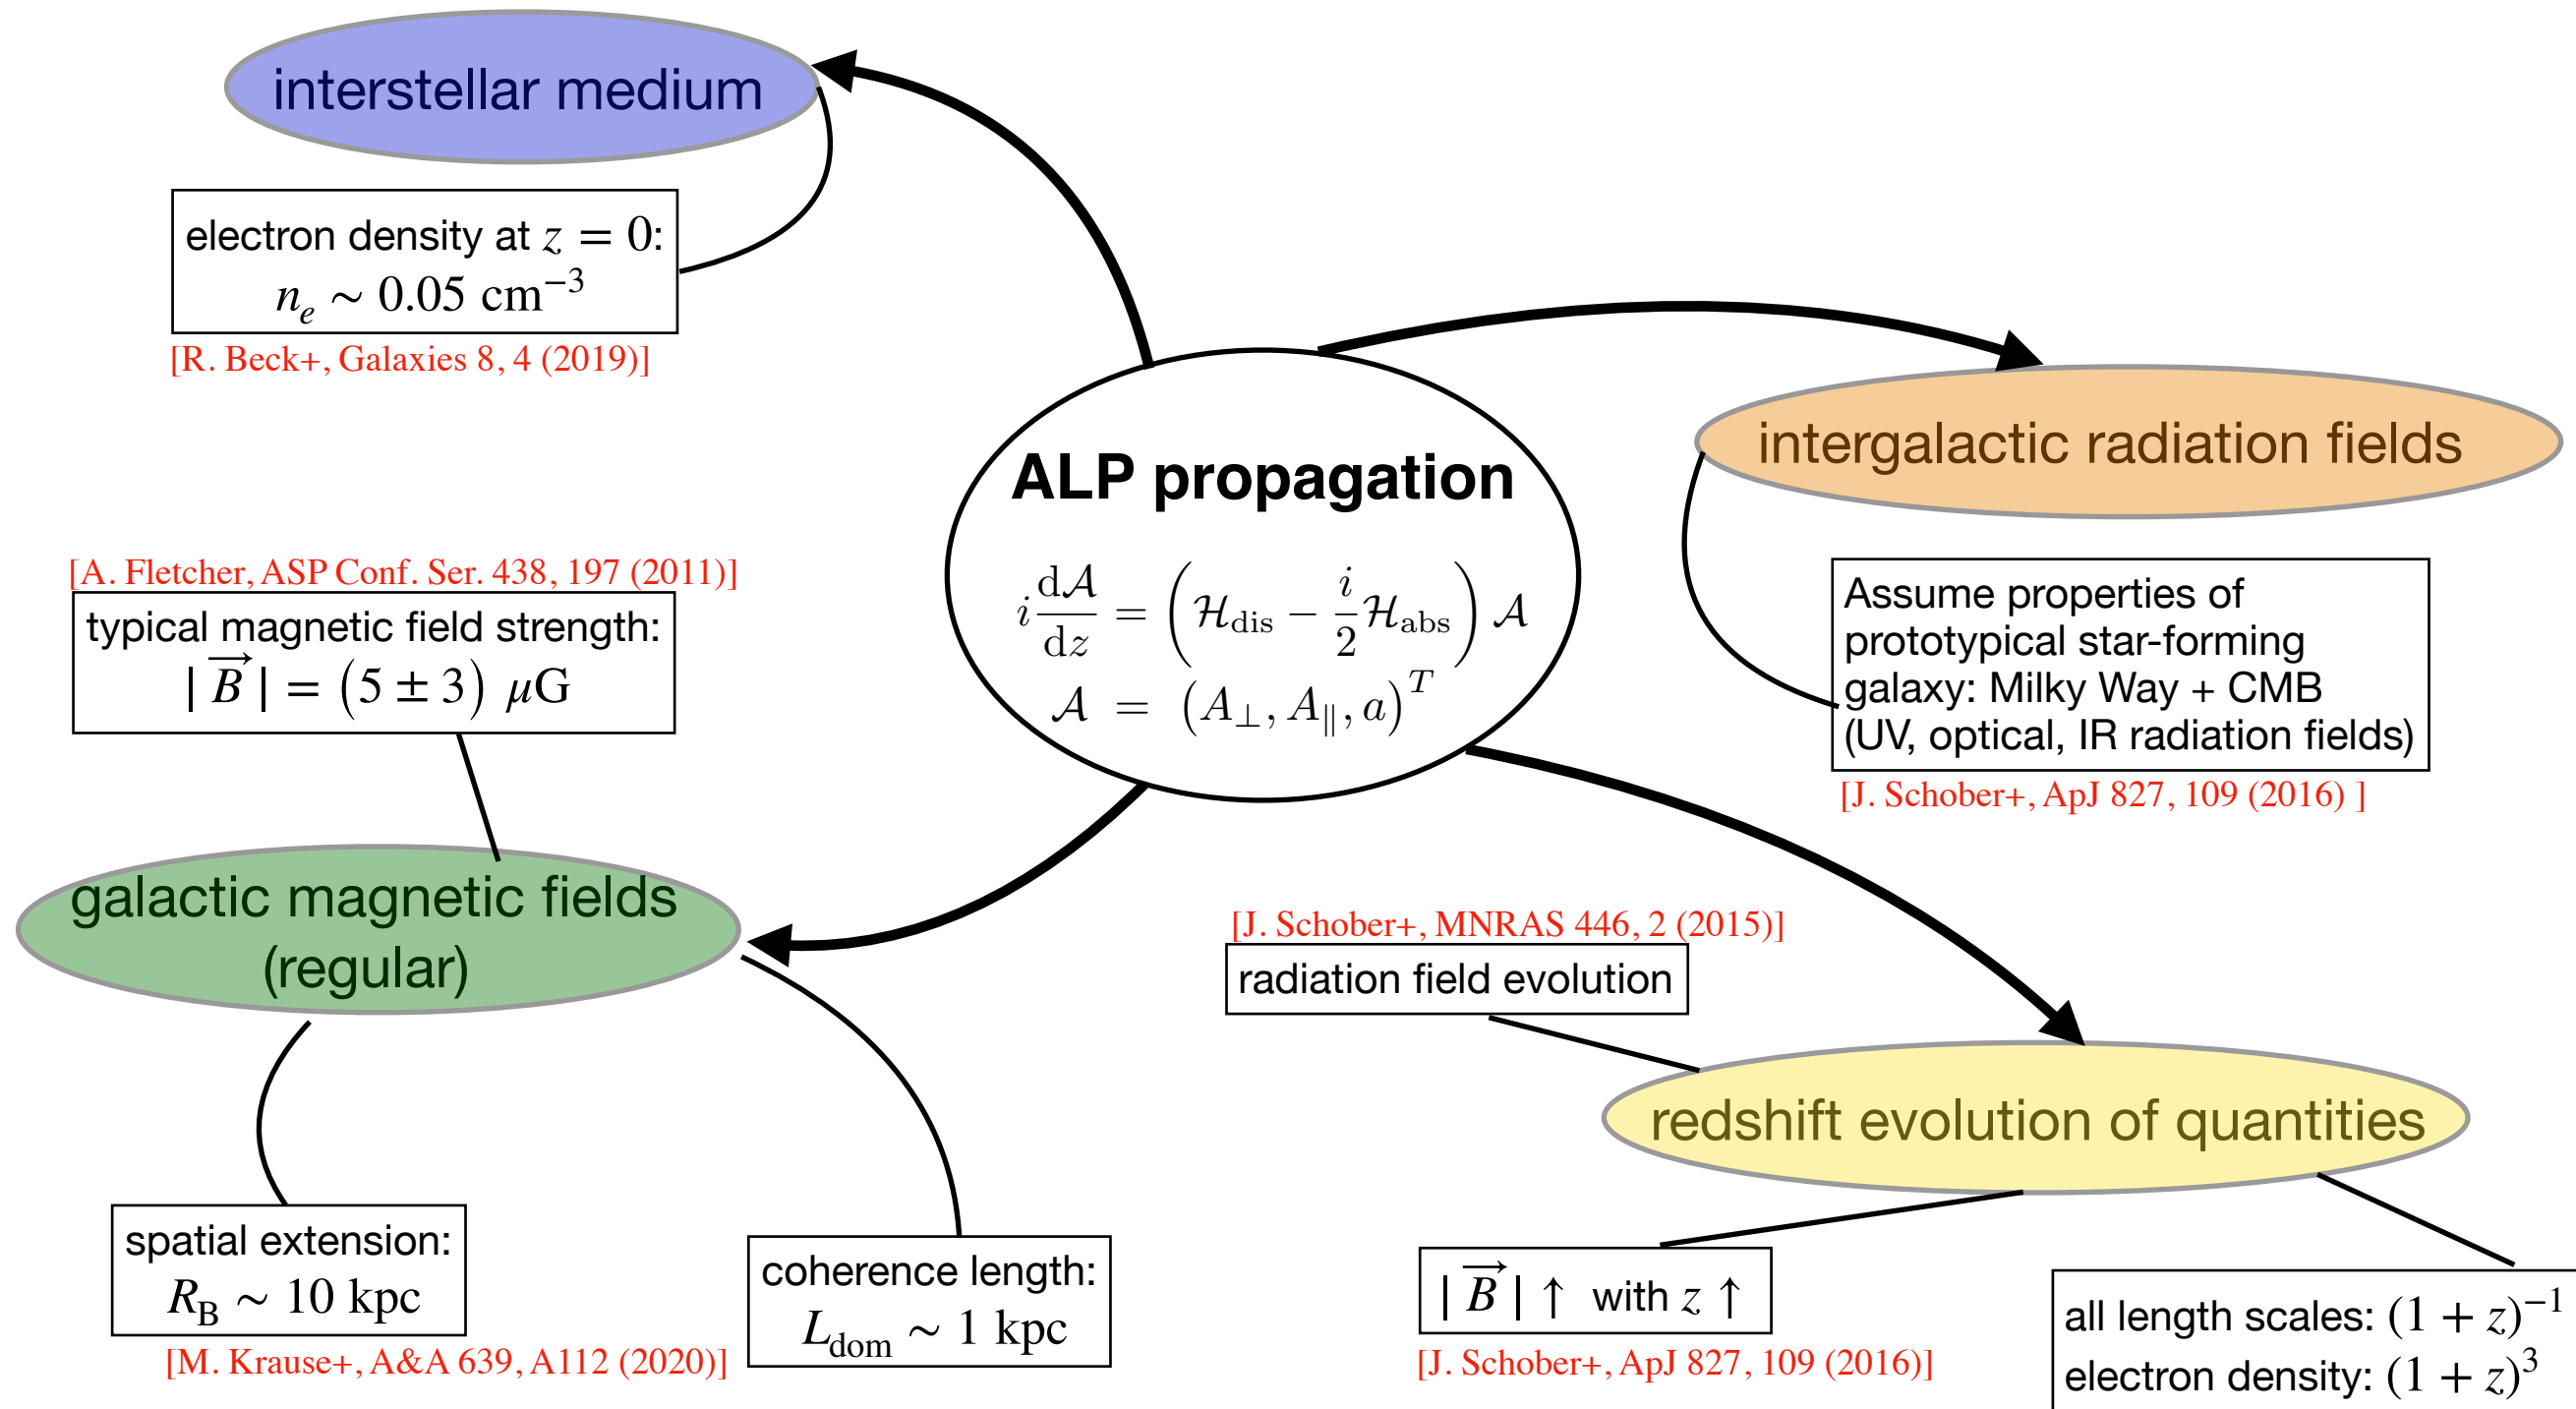 interstellar medium
electron density at z = 0:
nₑ ∼ 0.05 cm⁻³
[R. Beck+, Galaxies 8, 4 (2019)]
ALP propagation
i d𝒜/dz = (ℋ_dis − i/2 ℋ_abs) 𝒜
𝒜 = (A_⊥, A_∥, a)^T
intergalactic radiation fields
Assume properties of
prototypical star-forming
galaxy: Milky Way + CMB
(UV, optical, IR radiation fields)
[J. Schober+, ApJ 827, 109 (2016) ]
[A. Fletcher, ASP Conf. Ser. 438, 197 (2011)]
typical magnetic field strength:
| B⃗ | = (5 ± 3) μG
galactic magnetic fields
(regular)
spatial extension:
R_B ∼ 10 kpc
[M. Krause+, A&A 639, A112 (2020)]
coherence length:
L_dom ∼ 1 kpc
[J. Schober+, MNRAS 446, 2 (2015)]
radiation field evolution
redshift evolution of quantities
| B⃗ | ↑ with z ↑
[J. Schober+, ApJ 827, 109 (2016)]
all length scales: (1 + z)⁻¹
electron density: (1 + z)³